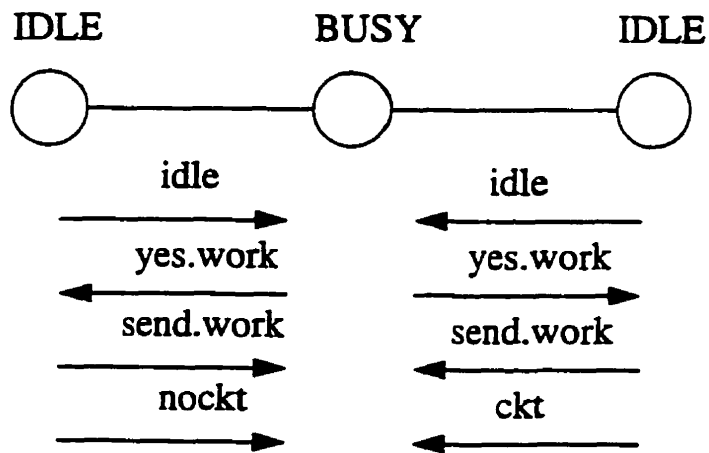 IDLE BUSY IDLE
idle idle
yes.work yes.work
send.work send.work
nockt ckt